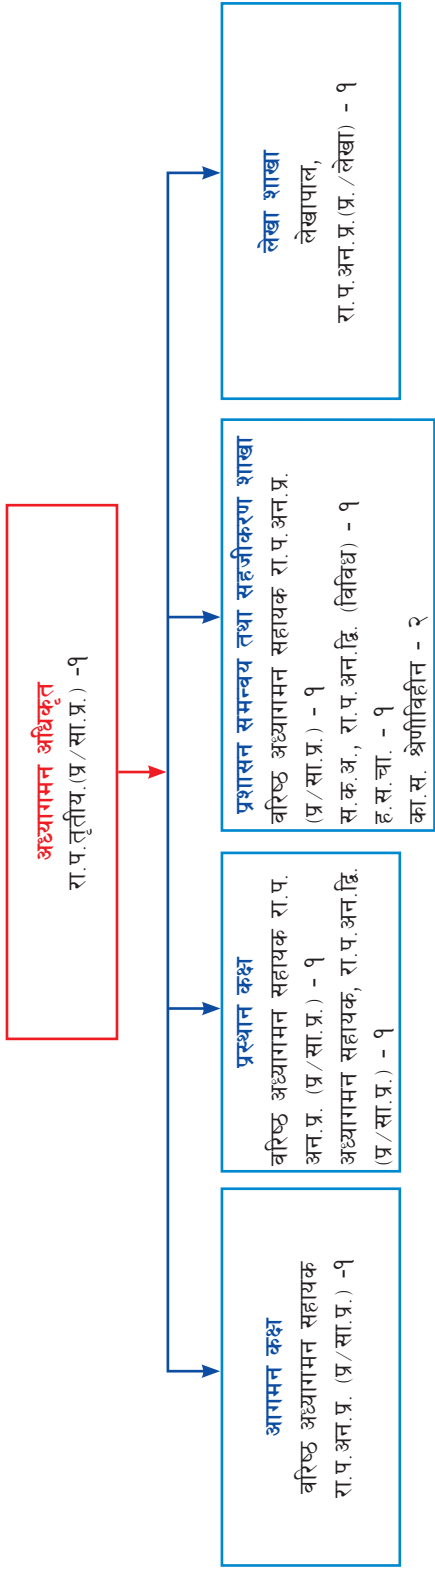 अध्यागमन अधिकृत
रा.प.तृतीय.(प्र/सा.प्र.) -१
आगमन कक्ष
वरिष्ठ अध्यागमन सहायक
रा.प.अन.प्र. (प्र/सा.प्र.) -१
प्रस्थान कक्ष
वरिष्ठ अध्यागमन सहायक रा.प.
अन.प्र. (प्र/सा.प्र.) - १
अध्यागमन सहायक, रा.प.अन.द्वि.
(प्र/सा.प्र.) - १
प्रशासन समन्वय तथा सहजीकरण शाखा
वरिष्ठ अध्यागमन सहायक रा.प.अन.प्र.
(प्र/सा.प्र.) - १
स.क.अ., रा.प.अन.द्वि. (विविध) - १
ह.स.चा. - १
का.स. श्रेणीविहीन - २
लेखा शाखा
लेखापाल,
रा.प.अन.प्र.(प्र./लेखा) - १